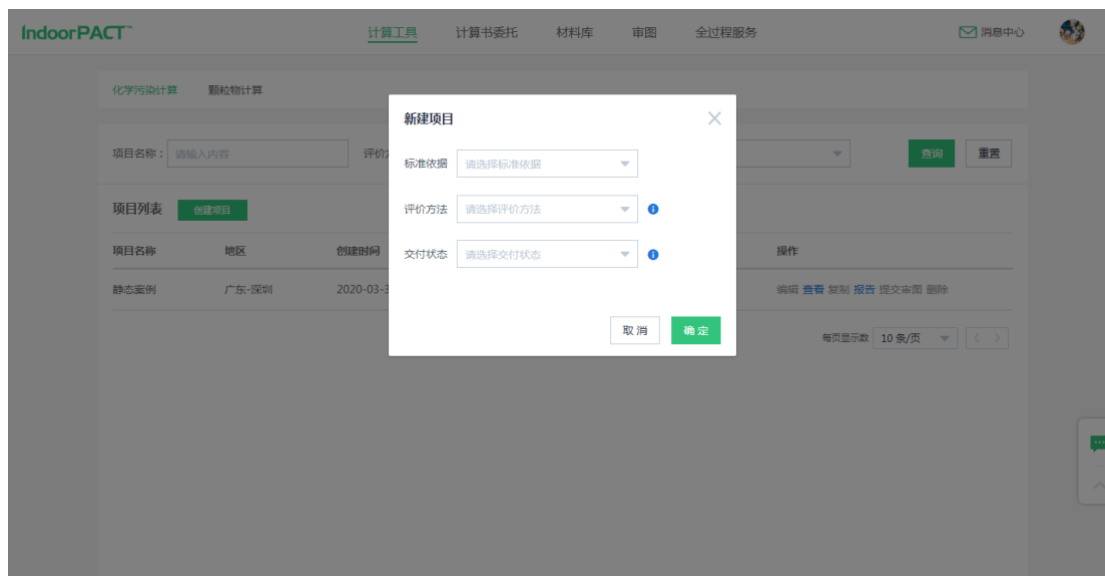 IndoorPACT™
计算工具 计算书委托 材料库 审图 全过程服务 消息中心
化学污染计算 颗粒物计算
新建项目
项目名称： 请输入内容 评价 查询 重置
标准依据 请选择标准依据
项目列表 创建项目
评价方法 请选择评价方法
项目名称 地区 创建时间 操作
交付状态 请选择交付状态
静态案例 广东-深圳 2020-03-3 编辑 查看 复制 报告 提交审图 删除
取消 确定
每页显示数 10 条/页